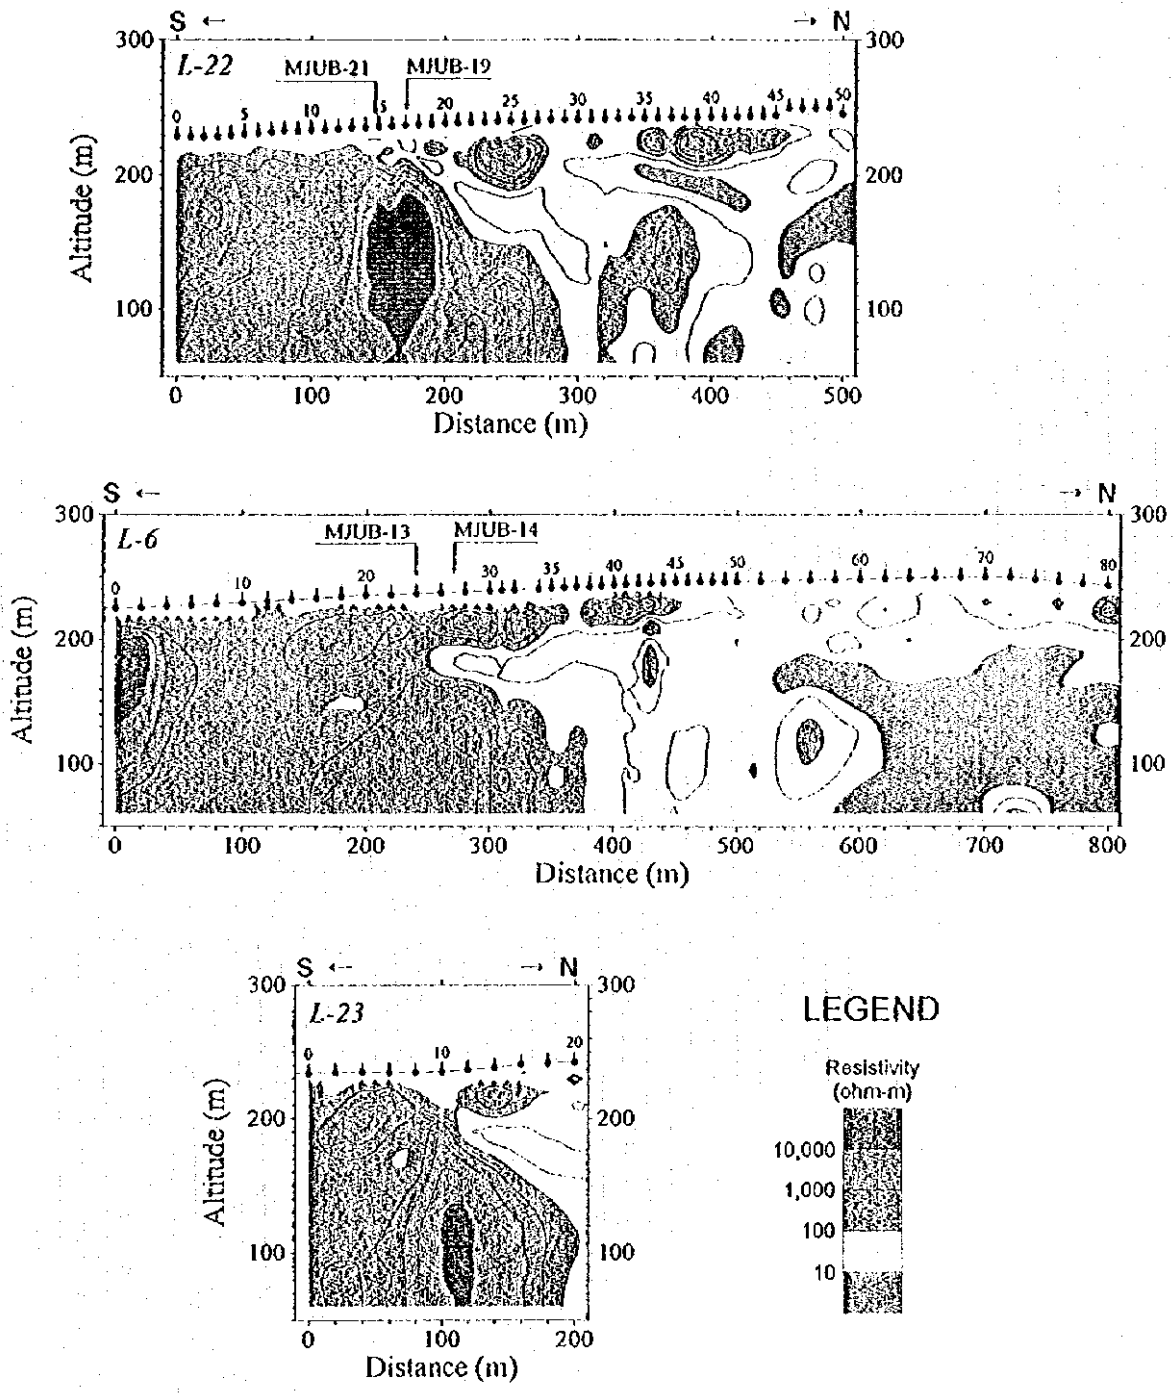 S ← → N
300 300
L-22 MJUB-21 MJUB-19
0 5 10 15 20 25 30 35 40 45 50
200 200
Altitude (m)
100 100
0 100 200 300 400 500
Distance (m)
S ← → N
300 300
L-6 MJUB-13 MJUB-14
0 10 20 30 35 40 45 50 60 70 80
200 200
Altitude (m)
100 100
0 100 200 300 400 500 600 700 800
Distance (m)
S ← → N
300 300
L-23
0 10 20
200 200
Altitude (m)
100 100
0 100 200
Distance (m)
LEGEND
Resistivity
(ohm-m)
10,000
1,000
100
10